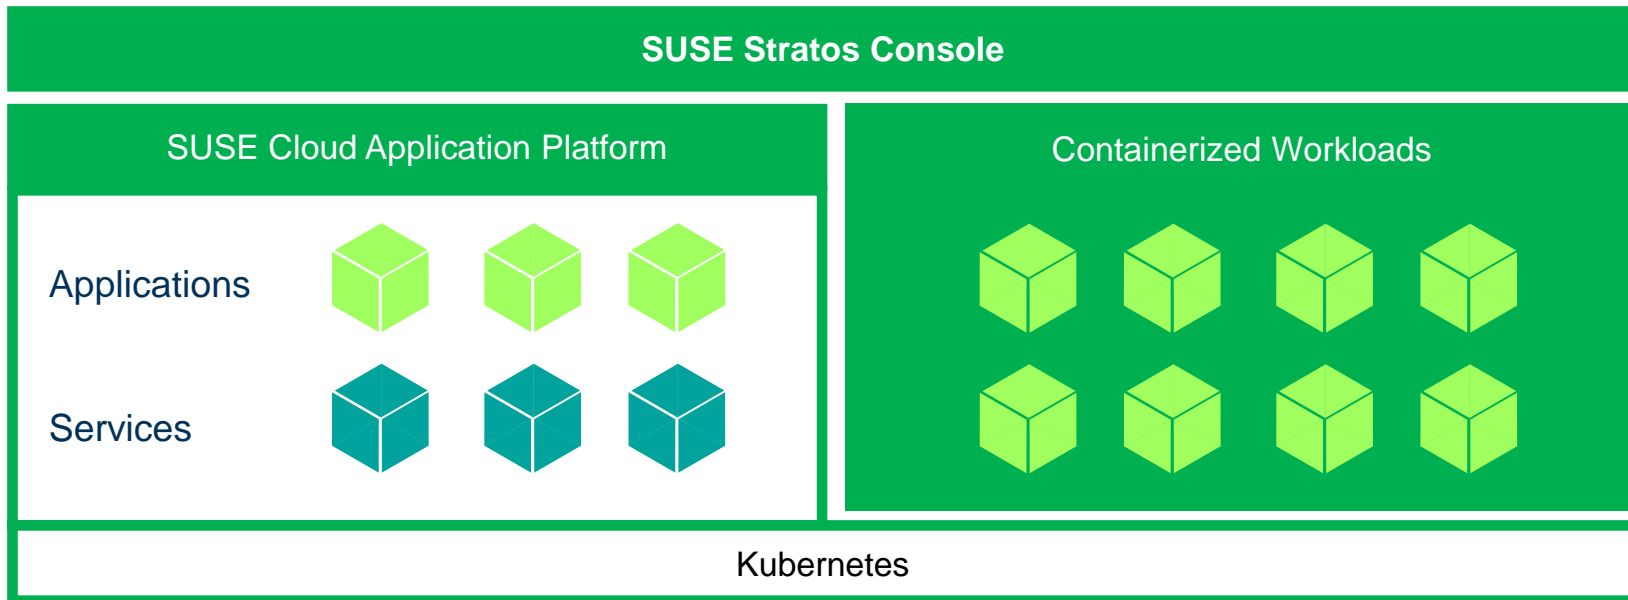 SUSE Stratos Console
SUSE Cloud Application Platform
Containerized Workloads
Applications
Services
Kubernetes